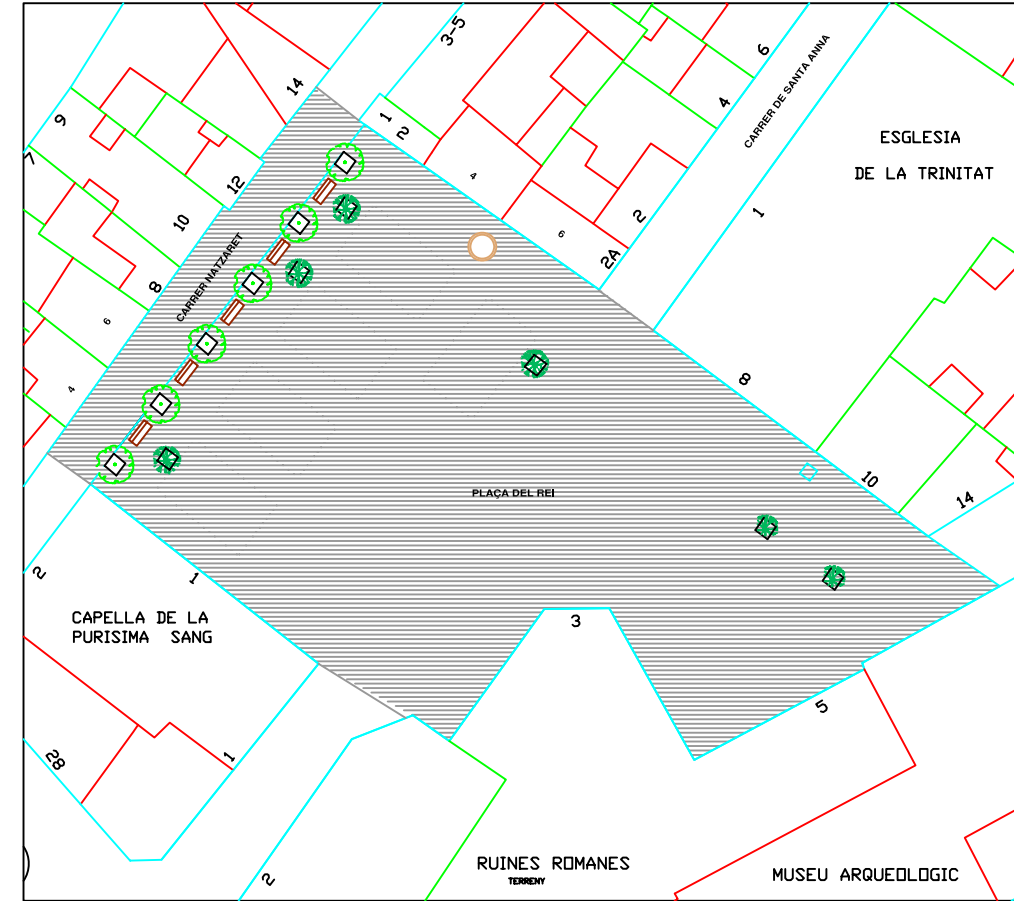 3-5
6
CARRER DE SANTA ANNA
14
9
1
2
4
ESGLESIA
7
4
DE LA TRINITAT
12
10
2
1
6
2A
CARRER NATZARET
8
6
8
4
10
PLAÇA DEL REI
14
2
1
CAPELLA DE LA
PURISIMA SANG
3
5
28
1
RUINES ROMANES
TERRENY
MUSEU ARQUEOLOGIC
2